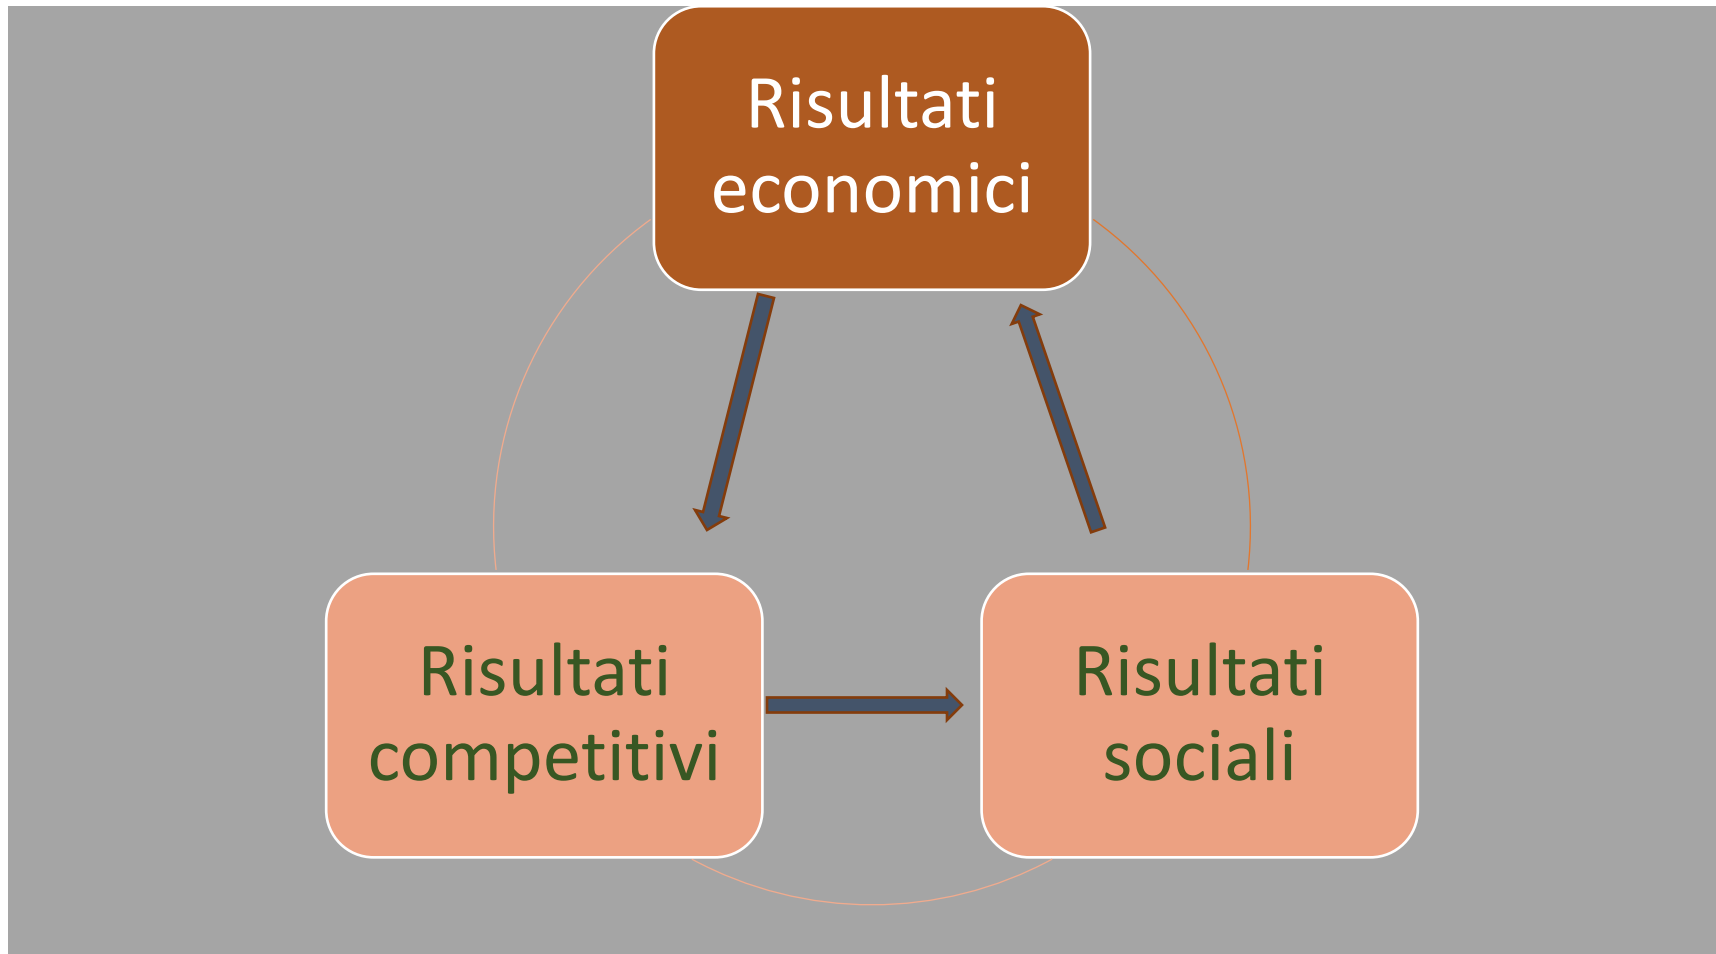 Risultati
economici
Risultati
competitivi
Risultati
sociali